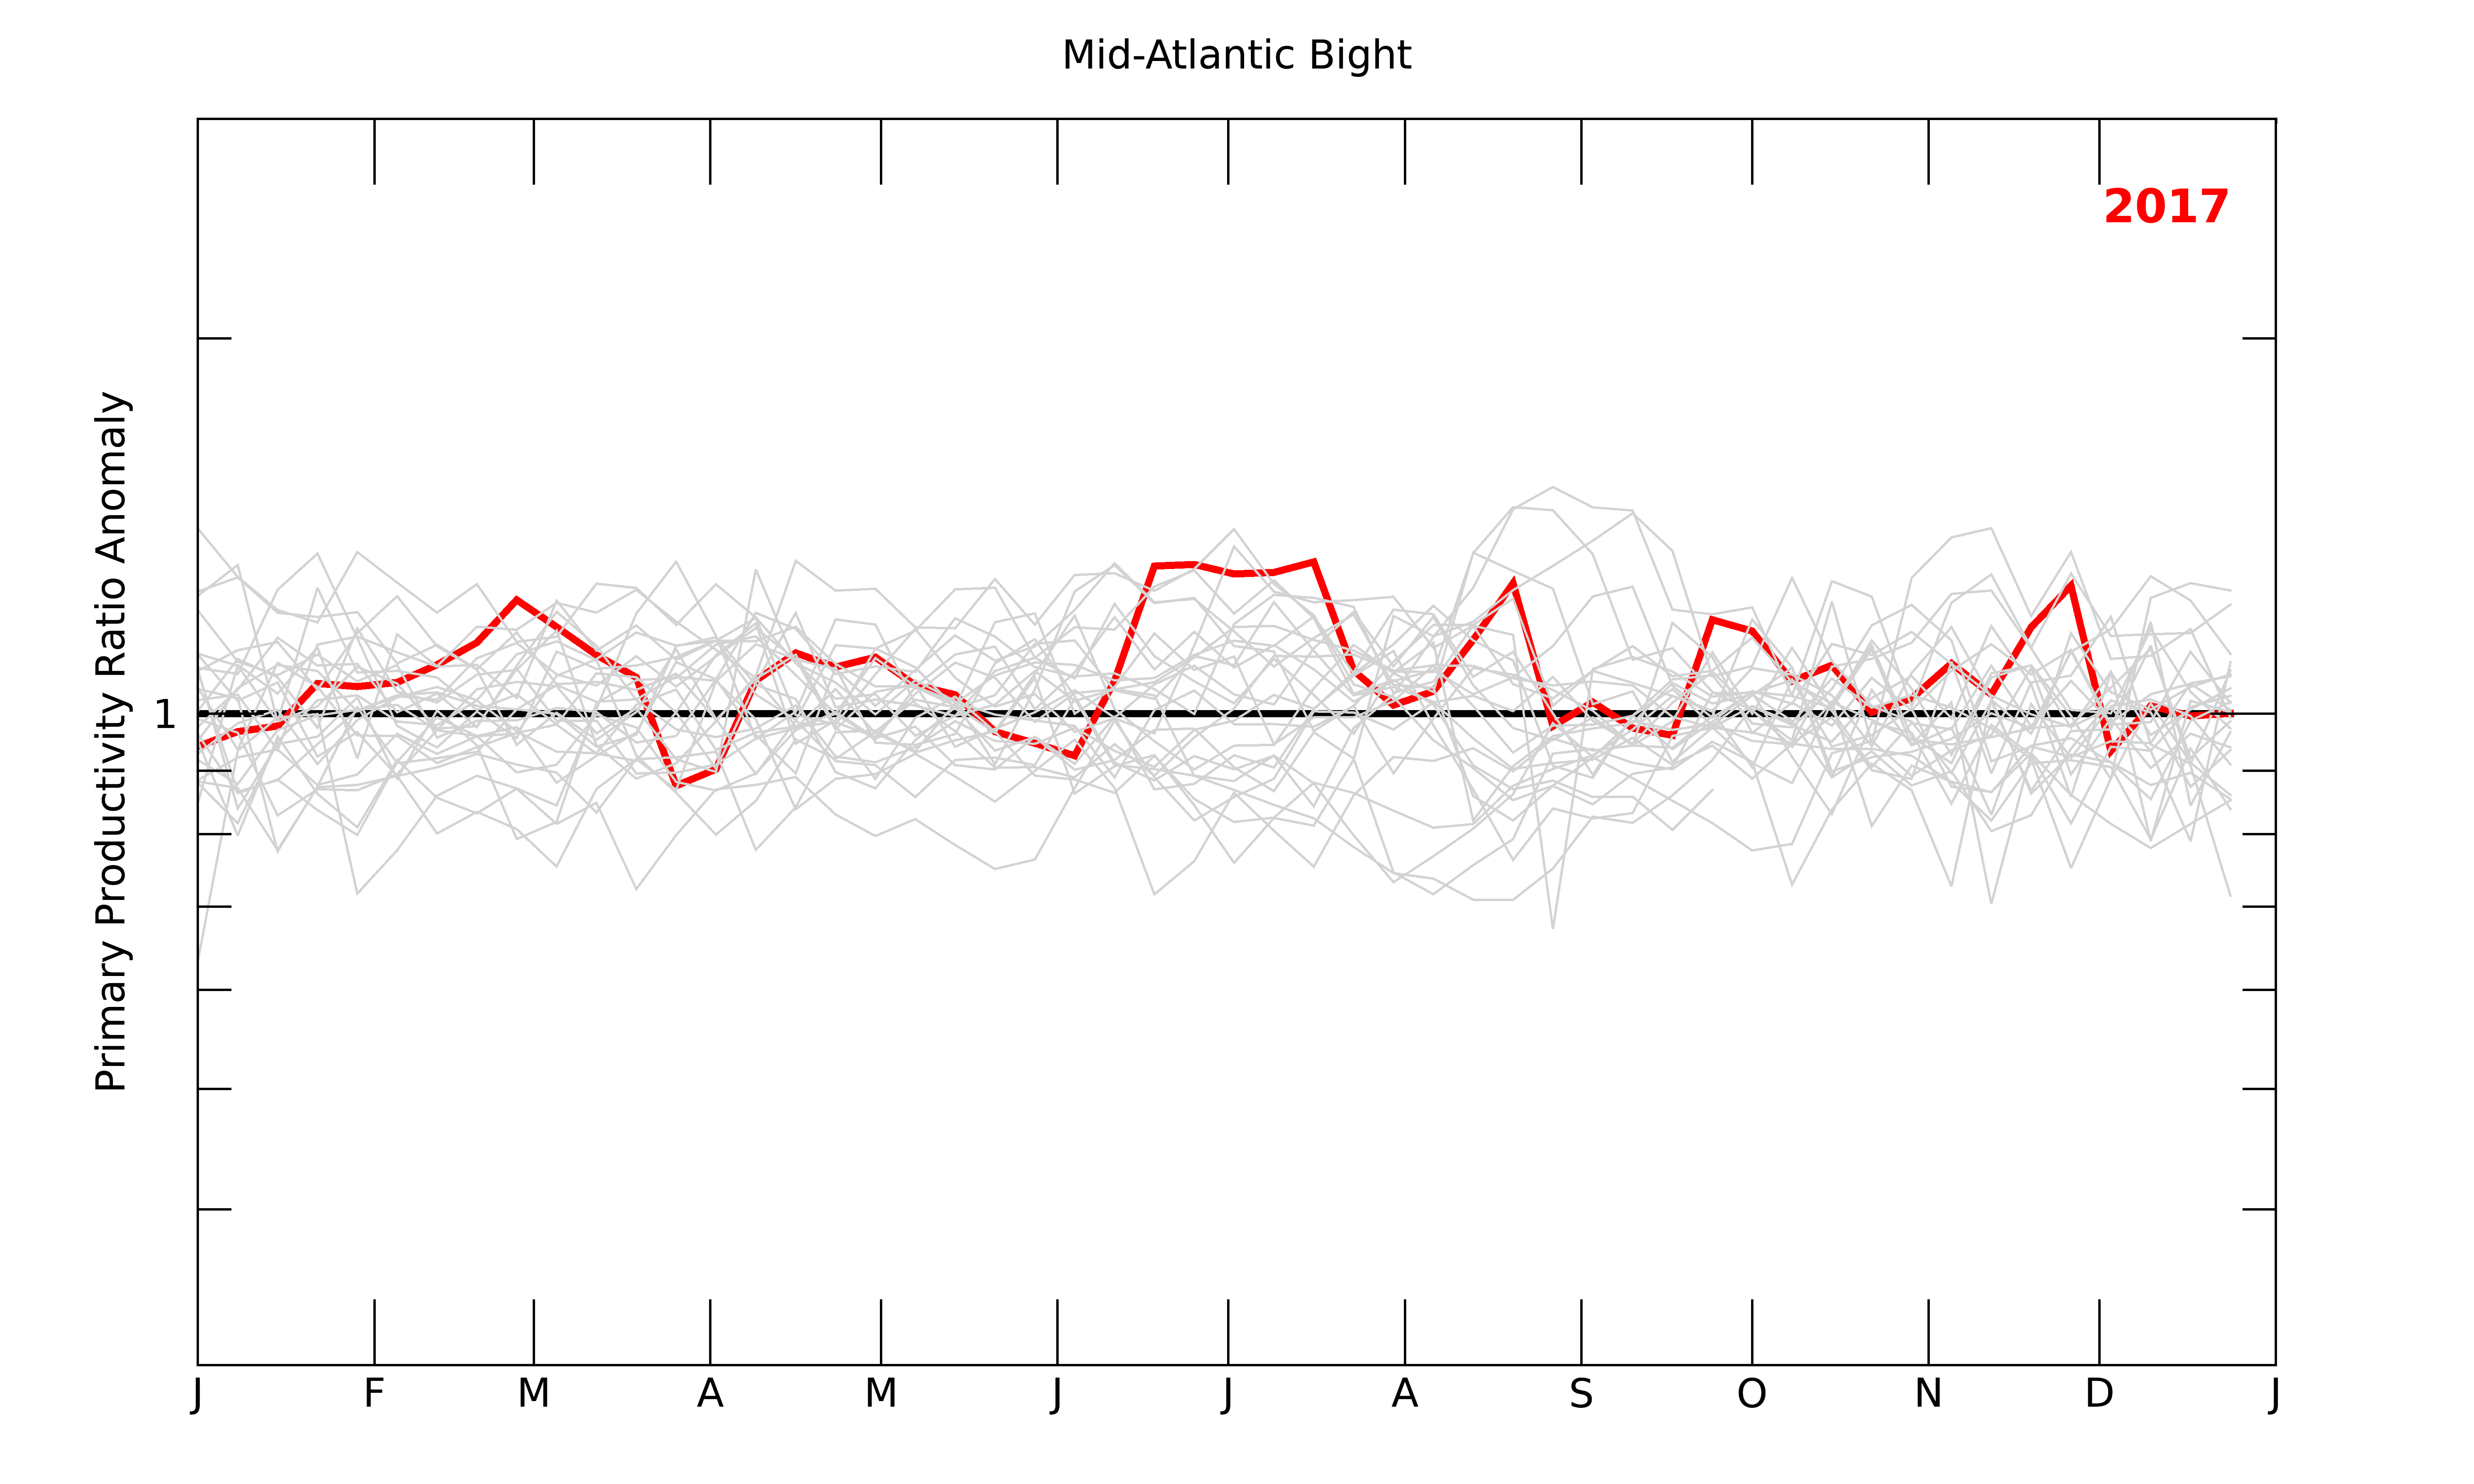 Mid-Atlantic Bight
2017
Primary Productivity Ratio Anomaly
1
J F M A M J J A S O N D J